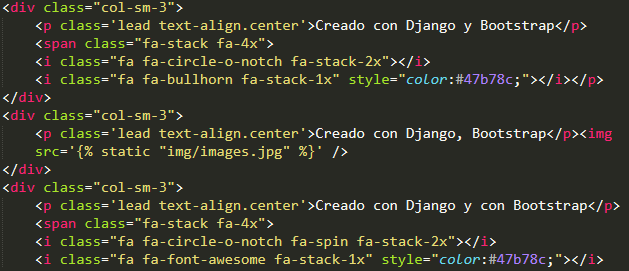 <div class="col-sm-3">
<p class='lead text-align.center'>Creado con Django y Bootstrap</p>
<span class="fa-stack fa-4x">
<i class="fa fa-circle-o-notch fa-stack-2x"></i>
<i class="fa fa-bullhorn fa-stack-1x" style="color:#47b78c;"></i></p>
</div>
<div class="col-sm-3">
<p class='lead text-align.center'>Creado con Django, Bootstrap</p><img
src='{% static "img/images.jpg" %}' />
</div>
<div class="col-sm-3">
<p class='lead text-align.center'>Creado con Django y con Bootstrap</p>
<span class="fa-stack fa-4x">
<i class="fa fa-circle-o-notch fa-spin fa-stack-2x"></i>
<i class="fa fa-font-awesome fa-stack-1x" style="color:#47b78c;"></i>